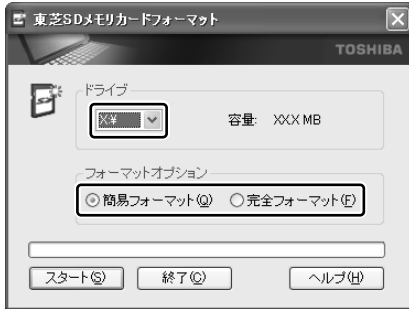 東芝SDメモリカードフォーマット
TOSHIBA
ドライブ
X:¥ 容量: XXX MB
フォーマットオプション
簡易フォーマット(Q) 完全フォーマット(F)
スタート(S) 終了(C) ヘルプ(H)